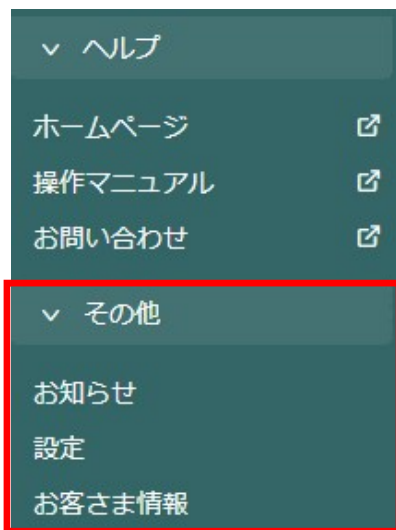 ヘルプ
ホームページ
操作マニュアル
お問い合わせ
その他
お知らせ
設定
お客さま情報